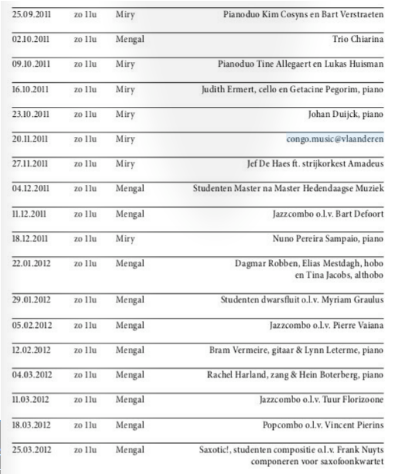 25.09.2011 zo 11u Miry Pianoduo Kim Cosyns en Bart Verstraeten
02.10.2011 zo 11u Mengal Trio Chiarina
09.10.2011 zo 11u Miry Pianoduo Tine Allegaert en Lukas Huisman
16.10.2011 zo 11u Miry Judith Ermert, cello en Getacine Pegorim, piano
23.10.2011 zo 11u Miry Johan Duijck, piano
20.11.2011 zo 11u Miry congo.music@vlaanderen
27.11.2011 zo 11u Miry Jef De Haes ft. strijkorkest Amadeus
04.12.2011 zo 11u Mengal Studenten Master na Master Hedendaagse Muziek
11.12.2011 zo 11u Mengal Jazzcombo o.l.v. Bart Defoort
18.12.2011 zo 11u Miry Nuno Pereira Sampaio, piano
22.01.2012 zo 11u Mengal Dagmar Robben, Elias Mestdagh, hobo
en Tina Jacobs, althobo
29.01.2012 zo 11u Mengal Studenten dwarsfluit o.l.v. Myriam Graulus
05.02.2012 zo 11u Mengal Jazzcombo o.l.v. Pierre Vaiana
12.02.2012 zo 11u Mengal Bram Vermeire, gitaar & Lynn Leterme, piano
04.03.2012 zo 11u Mengal Rachel Harland, zang & Hein Boterberg, piano
11.03.2012 zo 11u Mengal Jazzcombo o.l.v. Tuur Florizoone
18.03.2012 zo 11u Mengal Popcombo o.l.v. Vincent Pierins
25.03.2012 zo 11u Mengal Saxotic!, studenten compositie o.l.v. Frank Nuyts
componeren voor saxofoonkwartet